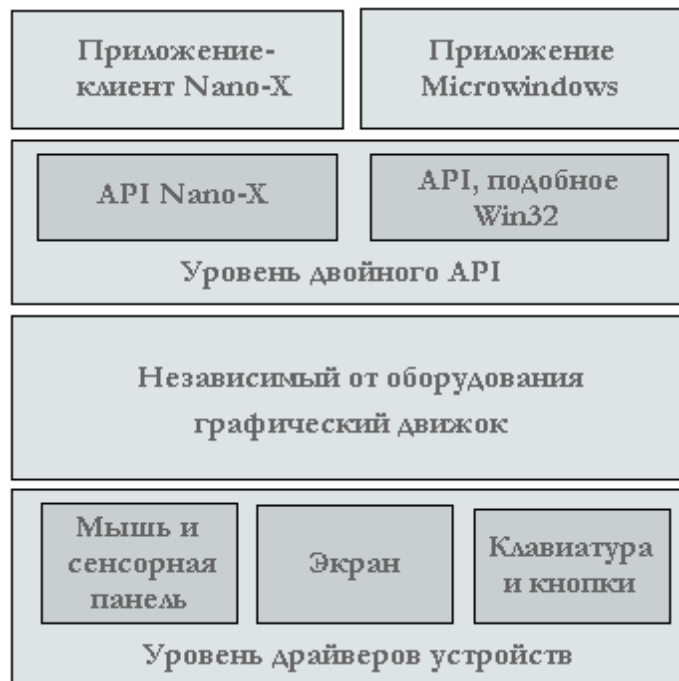 Приложение-
клиент Nano-X
Приложение
Microwindows
API Nano-X
API, подобное
Win32
Уровень двойного API
Независимый от оборудования
графический движок
Мышь и
сенсорная
панель
Экран
Клавиатура
и кнопки
Уровень драйверов устройств